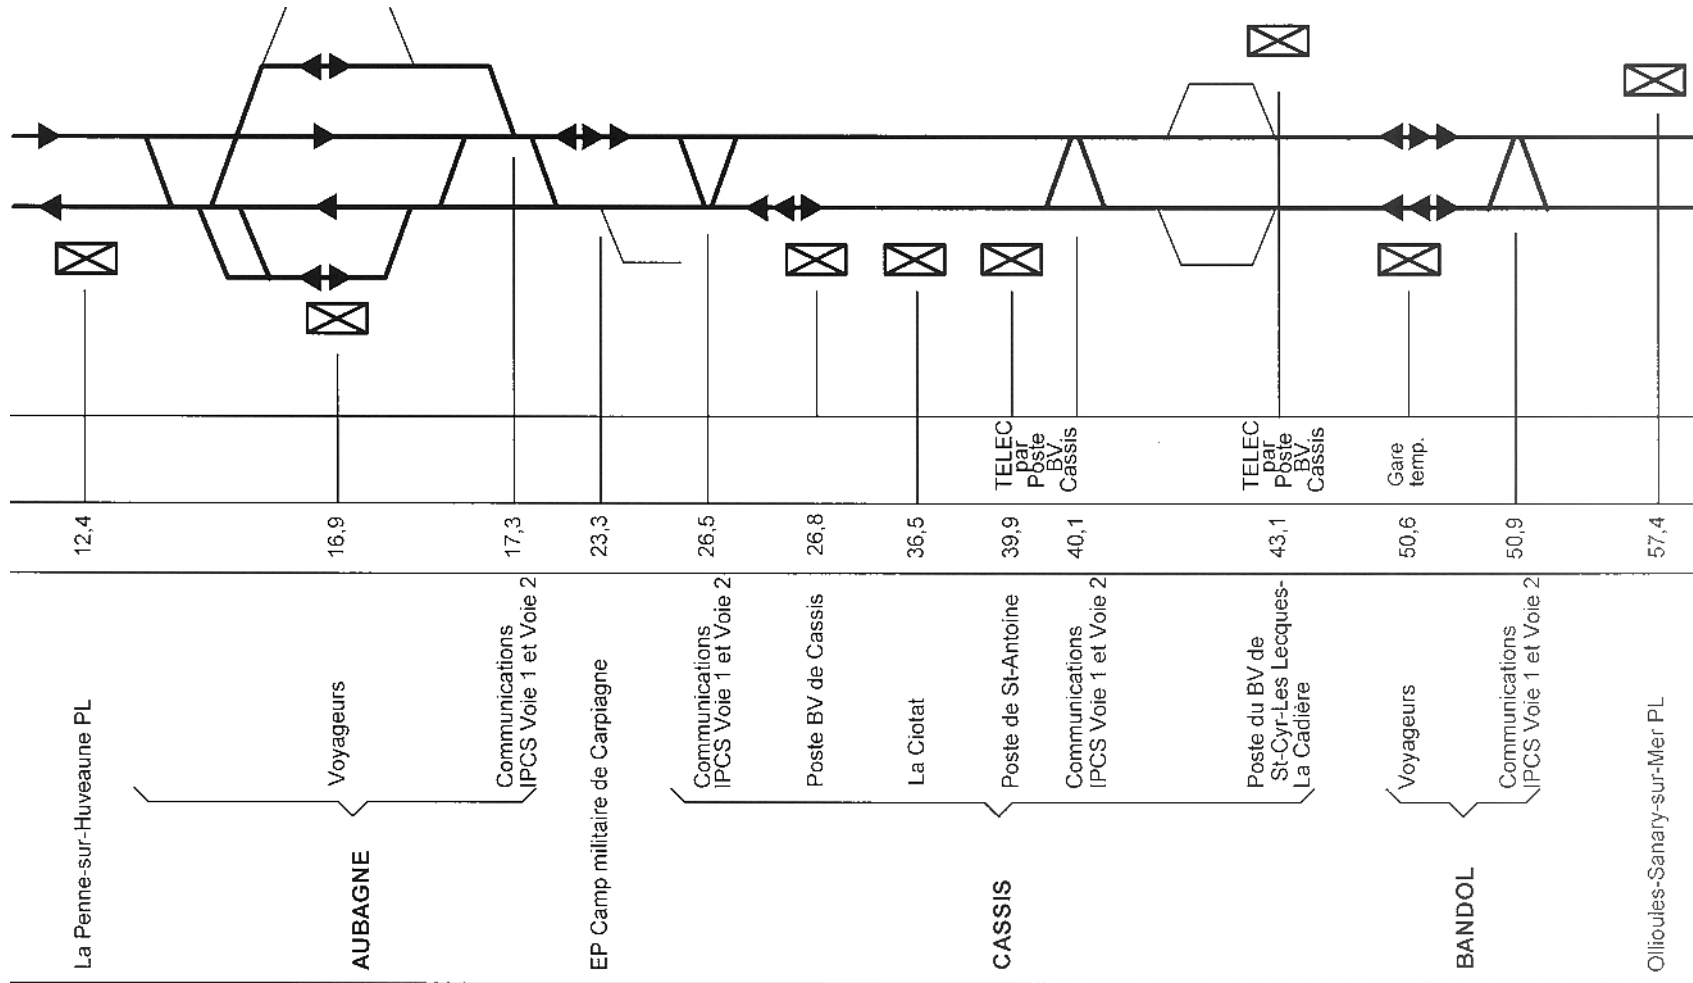 TELEC
par
Poste
BV.
Cassis
TELEC
par
Poste
BV.
Cassis
Gare
temp.
12,4
16,9
17,3
23,3
26,5
26,8
36,5
39,9
40,1
43,1
50,6
50,9
57,4
La Penne-sur-Huveaune PL
Voyageurs
Communications
IPCS Voie 1 et Voie 2
AUBAGNE
EP Camp militaire de Carpiagne
Communications
IPCS Voie 1 et Voie 2
Poste BV de Cassis
La Ciotat
Poste de St-Antoine
Communications
IPCS Voie 1 et Voie 2
Poste du BV de
St-Cyr-Les Lecques-
La Cadière
CASSIS
Voyageurs
Communications
IPCS Voie 1 et Voie 2
BANDOL
Ollioules-Sanary-sur-Mer PL